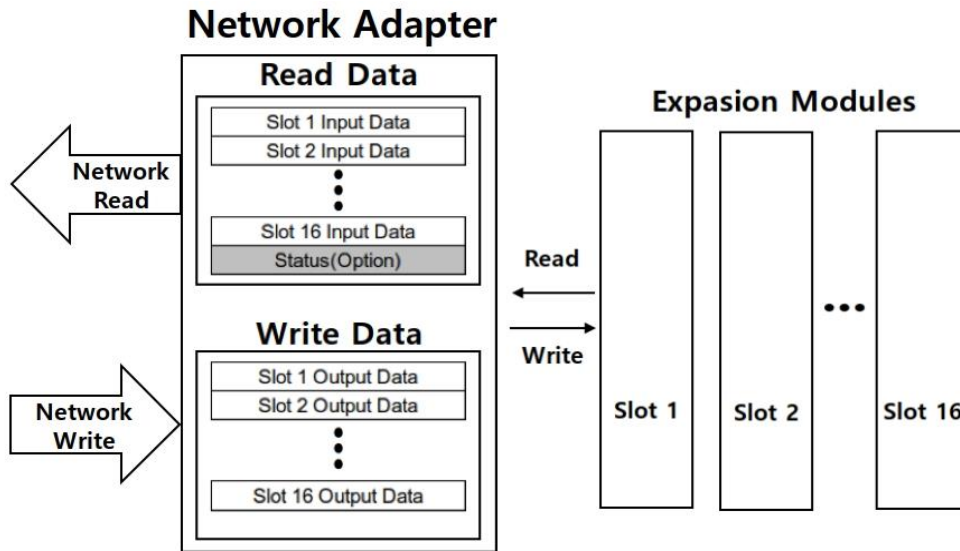 Network Adapter
Read Data
Slot 1 Input Data
Slot 2 Input Data
Slot 16 Input Data
Status(Option)
Network
Read
Write Data
Slot 1 Output Data
Slot 2 Output Data
Slot 16 Output Data
Network
Write
Read
Write
Expasion Modules
Slot 1
Slot 2
Slot 16